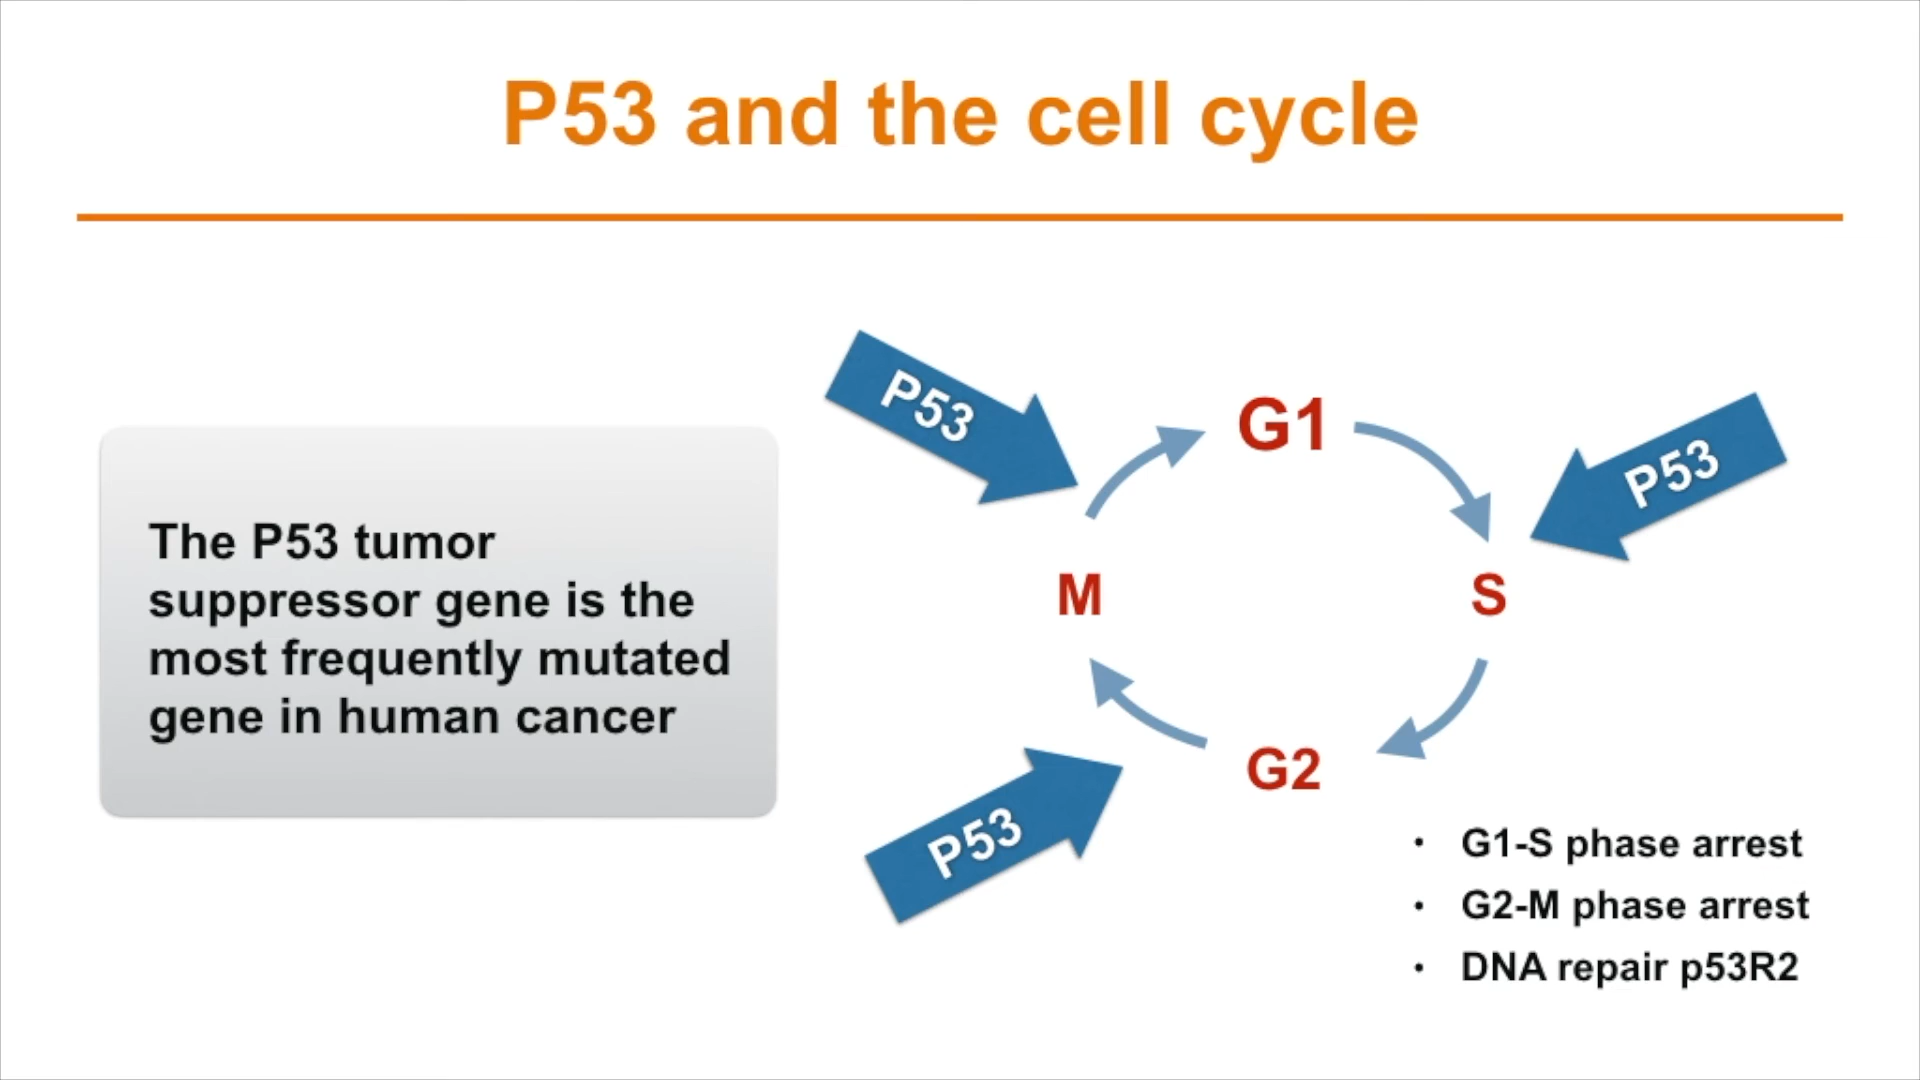 P53 and the cell cycle
The P53 tumor
suppressor gene is the
most frequently mutated
gene in human cancer
P53
G1
P53
M
S
G2
P53
• G1-S phase arrest
• G2-M phase arrest
• DNA repair p53R2